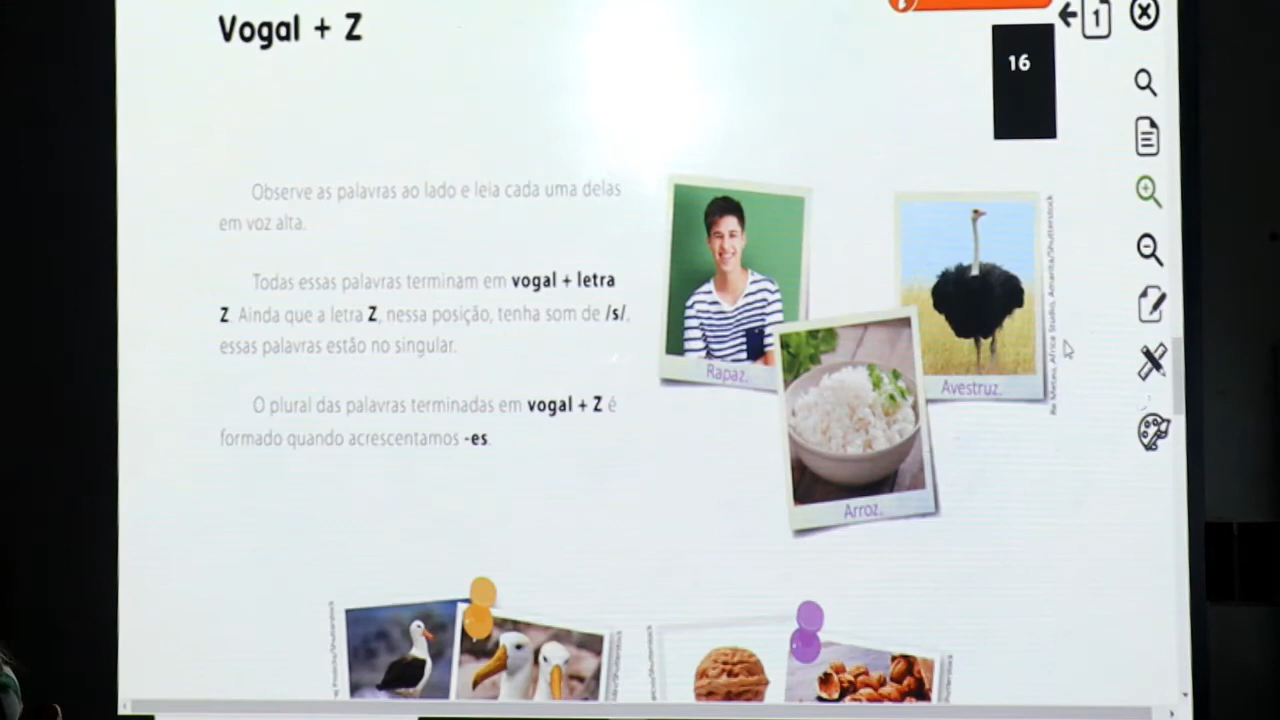 Vogal + Z
1
16
Observe as palavras ao lado e leia cada uma delas
em voz alta.
Todas essas palavras terminam em vogal + letra
Z. Ainda que a letra Z, nessa posição, tenha som de /s/,
essas palavras estão no singular.
O plural das palavras terminadas em vogal + Z é
formado quando acrescentamos -es.
Rapaz.
Avestruz.
Arroz.